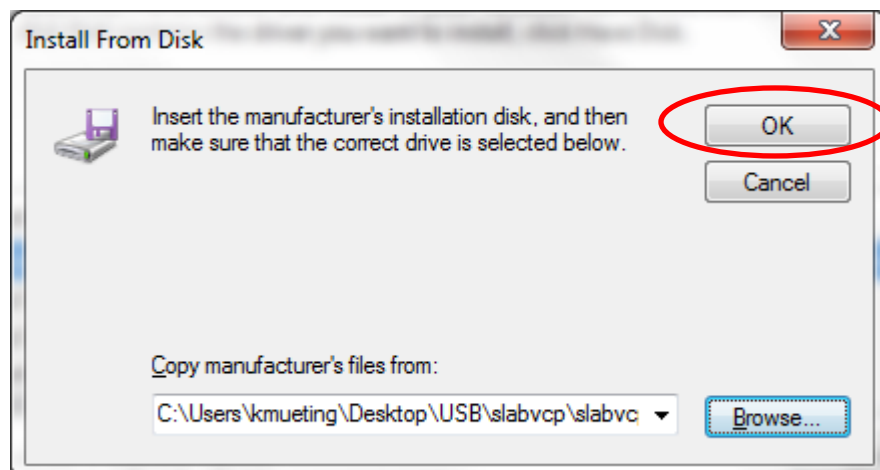 Install From Disk
Insert the manufacturer's installation disk, and then
make sure that the correct drive is selected below.
OK
Cancel
Copy manufacturer's files from:
C:\Users\kmueting\Desktop\USB\slabvcp\slabvc
Browse...